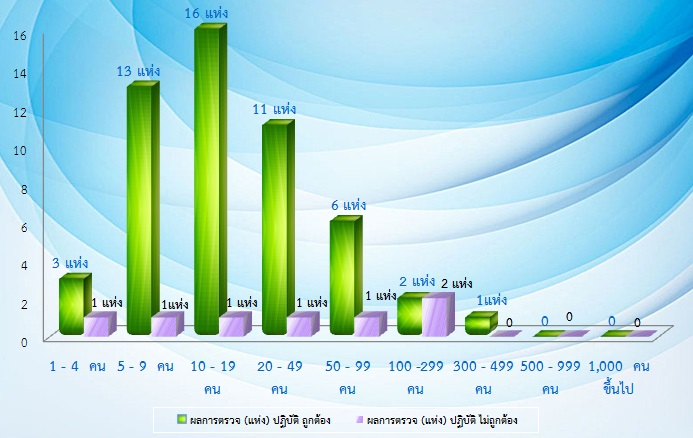 16 แห่ง
16
14
13 แห่ง
12
11 แห่ง
10
8
6 แห่ง
6
4
3 แห่ง
2 แห่ง
2 แห่ง
2
1 แห่ง
1แห่ง
1 แห่ง
1 แห่ง
1 แห่ง
1แห่ง
0
0
0
0
0
0
1 - 4 คน
5 - 9 คน
10 - 19
คน
20 - 49
คน
50 - 99
คน
100 -299
คน
300 - 499
คน
500 - 999
คน
1,000 คน
ขึ้นไป
ผลการตรวจ (แห่ง) ปฏิบัติ ถูกต้อง
ผลการตรวจ (แห่ง) ปฏิบัติ ไม่ถูกต้อง